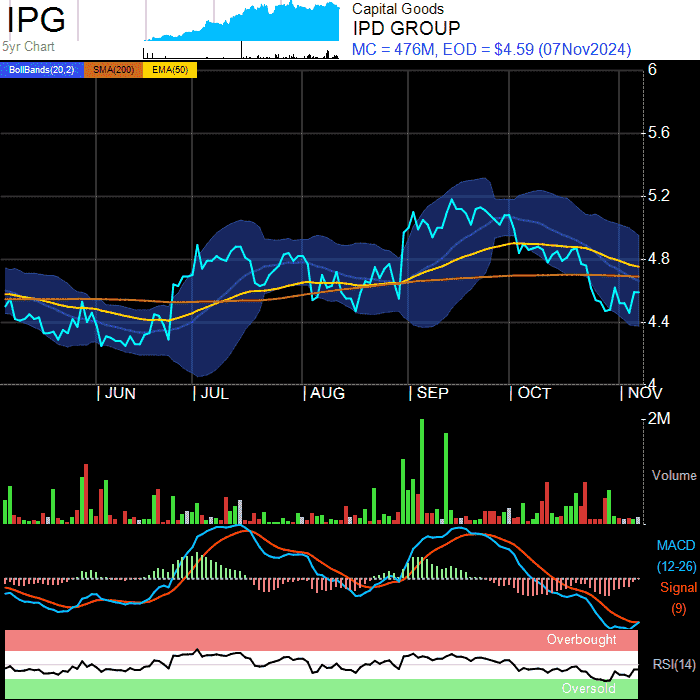 IPG
5yr Chart
Capital Goods
IPD GROUP
MC = 476M, EOD = $4.59 (07Nov2024)
BollBands(20,2) SMA(200) EMA(50)
6
5.6
5.2
4.8
4.4
4
JUN JUL AUG SEP OCT NOV
2M
Volume
MACD
(12-26)
Signal
(9)
Overbought
RSI(14)
Oversold